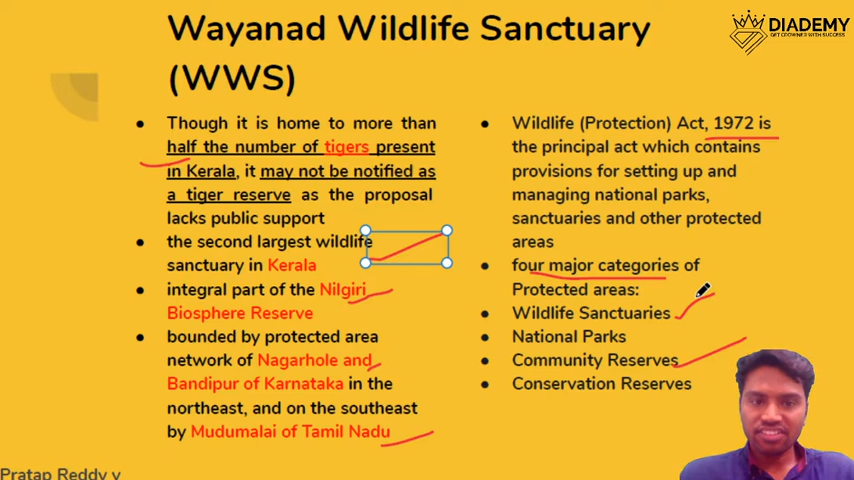 Wayanad Wildlife Sanctuary
(WWS)
DIADEMY
GET CROWNED WITH SUCCESS
• Though it is home to more than
half the number of tigers present
in Kerala, it may not be notified as
a tiger reserve as the proposal
lacks public support
• the second largest wildlife
sanctuary in Kerala
• integral part of the Nilgiri
Biosphere Reserve
• bounded by protected area
network of Nagarhole and
Bandipur of Karnataka in the
northeast, and on the southeast
by Mudumalai of Tamil Nadu
• Wildlife (Protection) Act, 1972 is
the principal act which contains
provisions for setting up and
managing national parks,
sanctuaries and other protected
areas
• four major categories of
Protected areas:
• Wildlife Sanctuaries
• National Parks
• Community Reserves
• Conservation Reserves
Pratap Reddy y